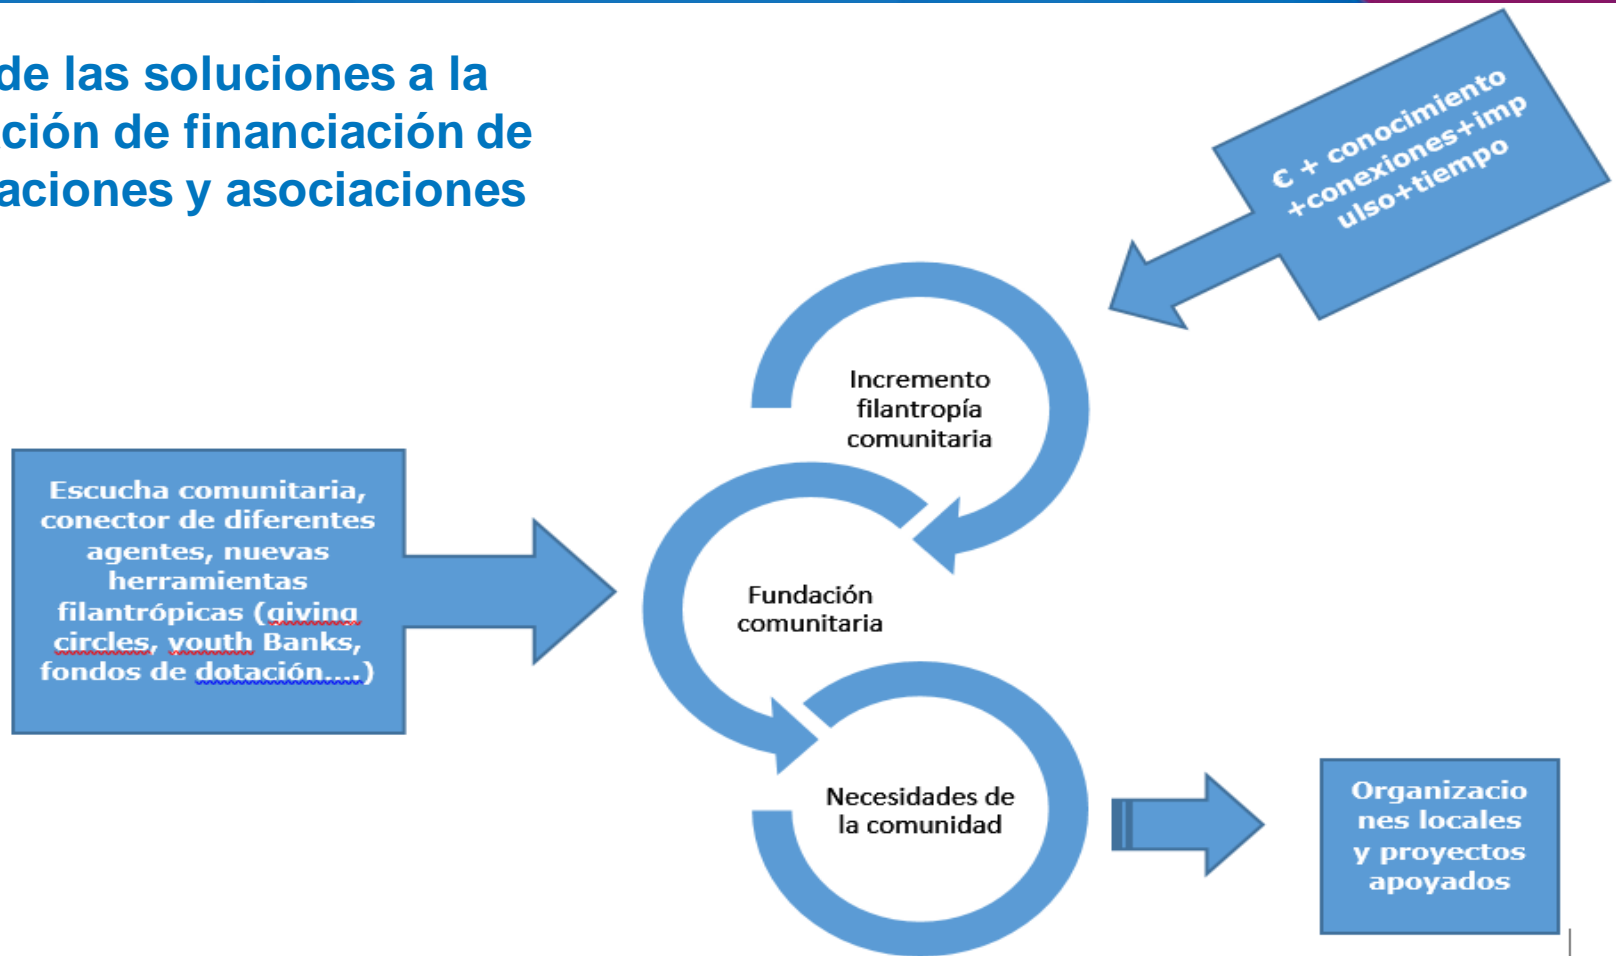 de las soluciones a la
ción de financiación de
aciones y asociaciones
€ + conocimiento
+conexiones+imp
ulso+tiempo
Incremento
filantropía
comunitaria
Escucha comunitaria,
conector de diferentes
agentes, nuevas
herramientas
filantrópicas (giving
circles, youth Banks,
fondos de dotación....)
Fundación
comunitaria
Necesidades de
la comunidad
Organizacio
nes locales
y proyectos
apoyados